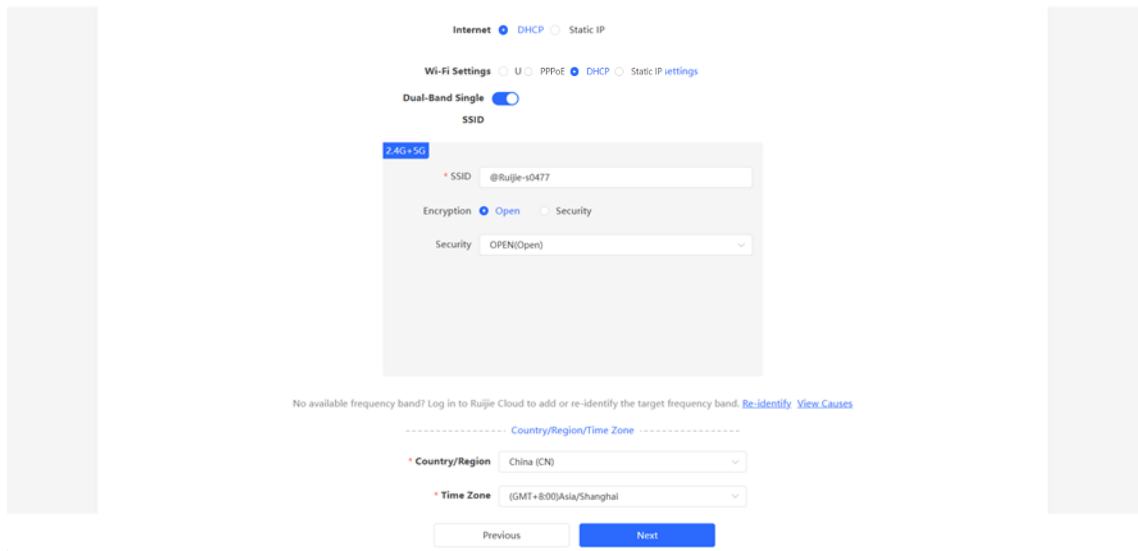 Internet DHCP Static IP
Wi-Fi Settings U PPPoE DHCP Static IP settings
Dual-Band Single
SSID
2.4G+5G
* SSID @Ruijie-s0477
Encryption Open Security
Security OPEN(Open)
No available frequency band? Log in to Ruijie Cloud to add or re-identify the target frequency band. Re-identify View Causes
Country/Region/Time Zone
* Country/Region China (CN)
* Time Zone (GMT+8:00)Asia/Shanghai
Previous Next